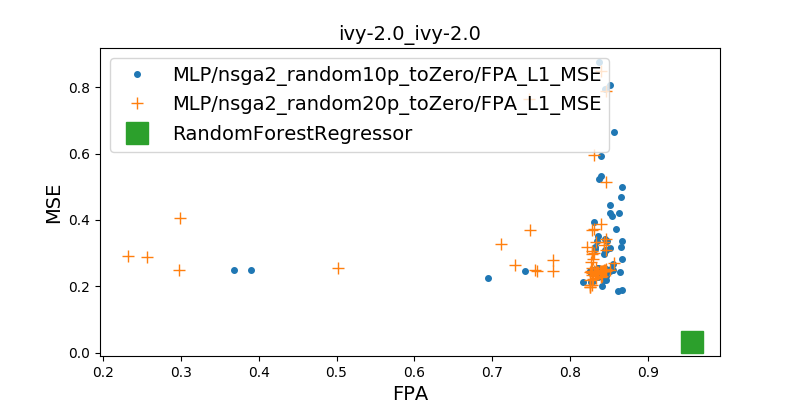 ivy-2.0_ivy-2.0
MLP/nsga2_random10p_toZero/FPA_L1_MSE
MLP/nsga2_random20p_toZero/FPA_L1_MSE
RandomForestRegressor
MSE
0.8
0.6
0.4
0.2
0.0
0.2 0.3 0.4 0.5 0.6 0.7 0.8 0.9
FPA